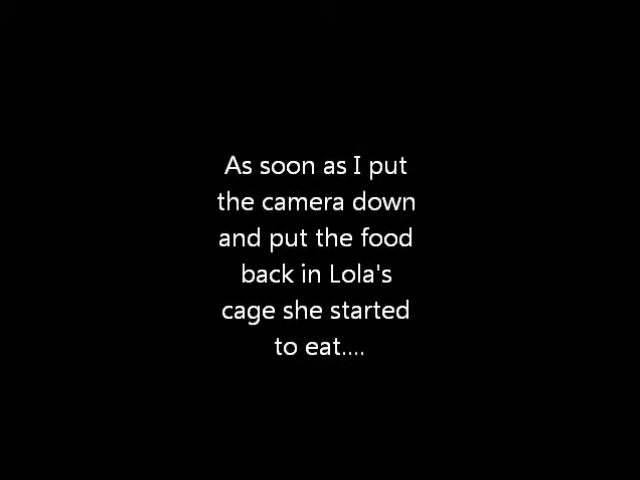 As soon as I put
the camera down
and put the food
back in Lola's
cage she started
to eat....